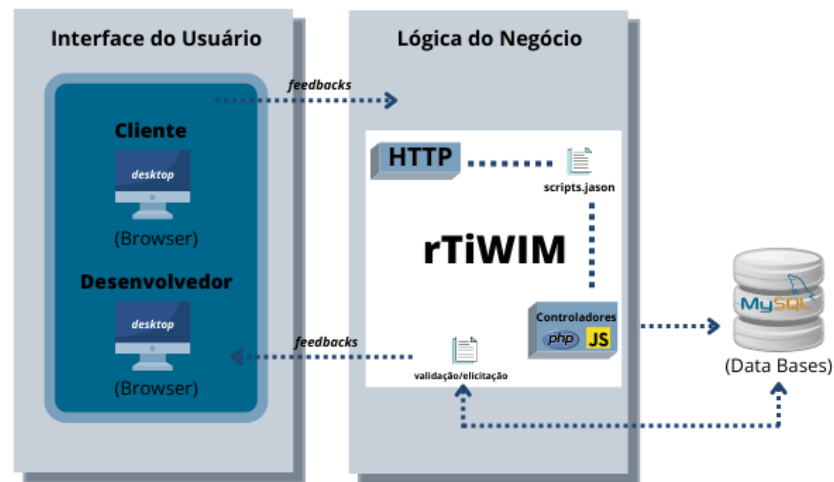 Interface do Usuário
Cliente
desktop
(Browser)
Desenvolvedor
desktop
(Browser)
feedbacks
feedbacks
Lógica do Negócio
HTTP
scripts.jason
rTiWIM
Controladores
php JS
validação/elicitação
MySQL
(Data Bases)